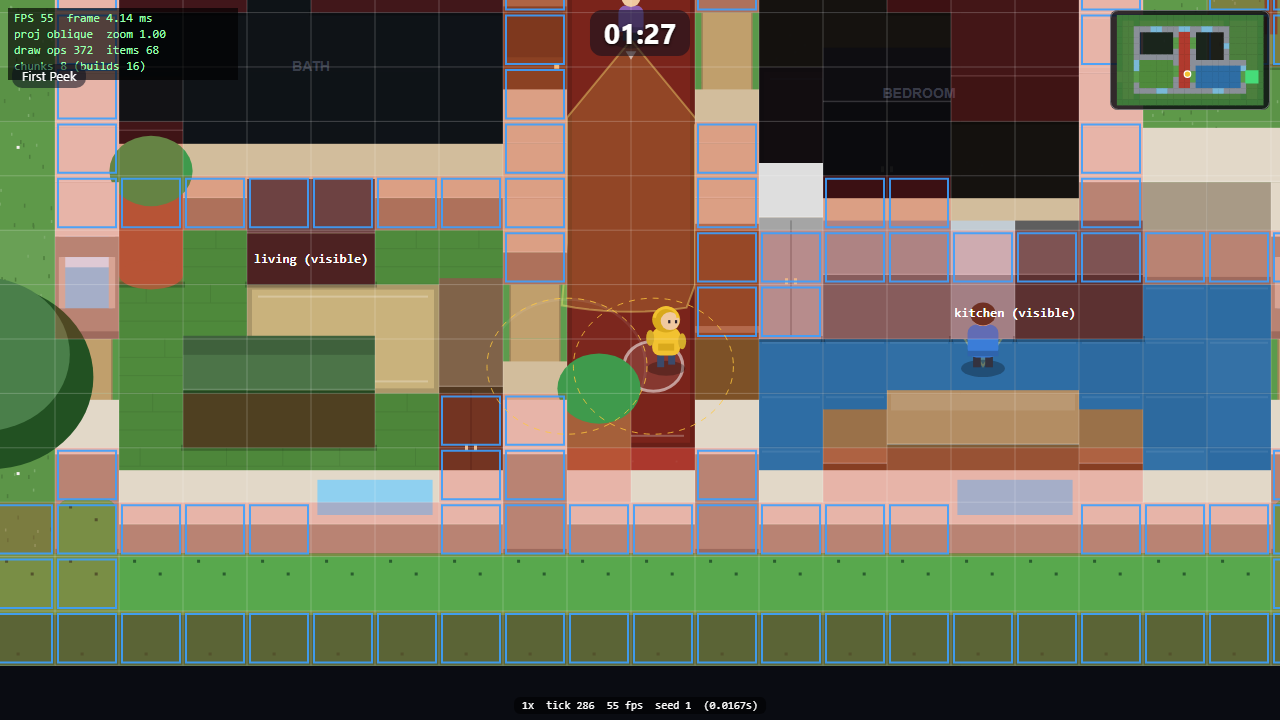 FPS 55 frame 4.14 ms
proj oblique zoom 1.00
draw ops 372 items 68
chunks 8 (builds 16)
First Peek
01:27
BATH
BEDROOM
living (visible)
kitchen (visible)
1x tick 286 55 fps seed 1 (0.0167s)